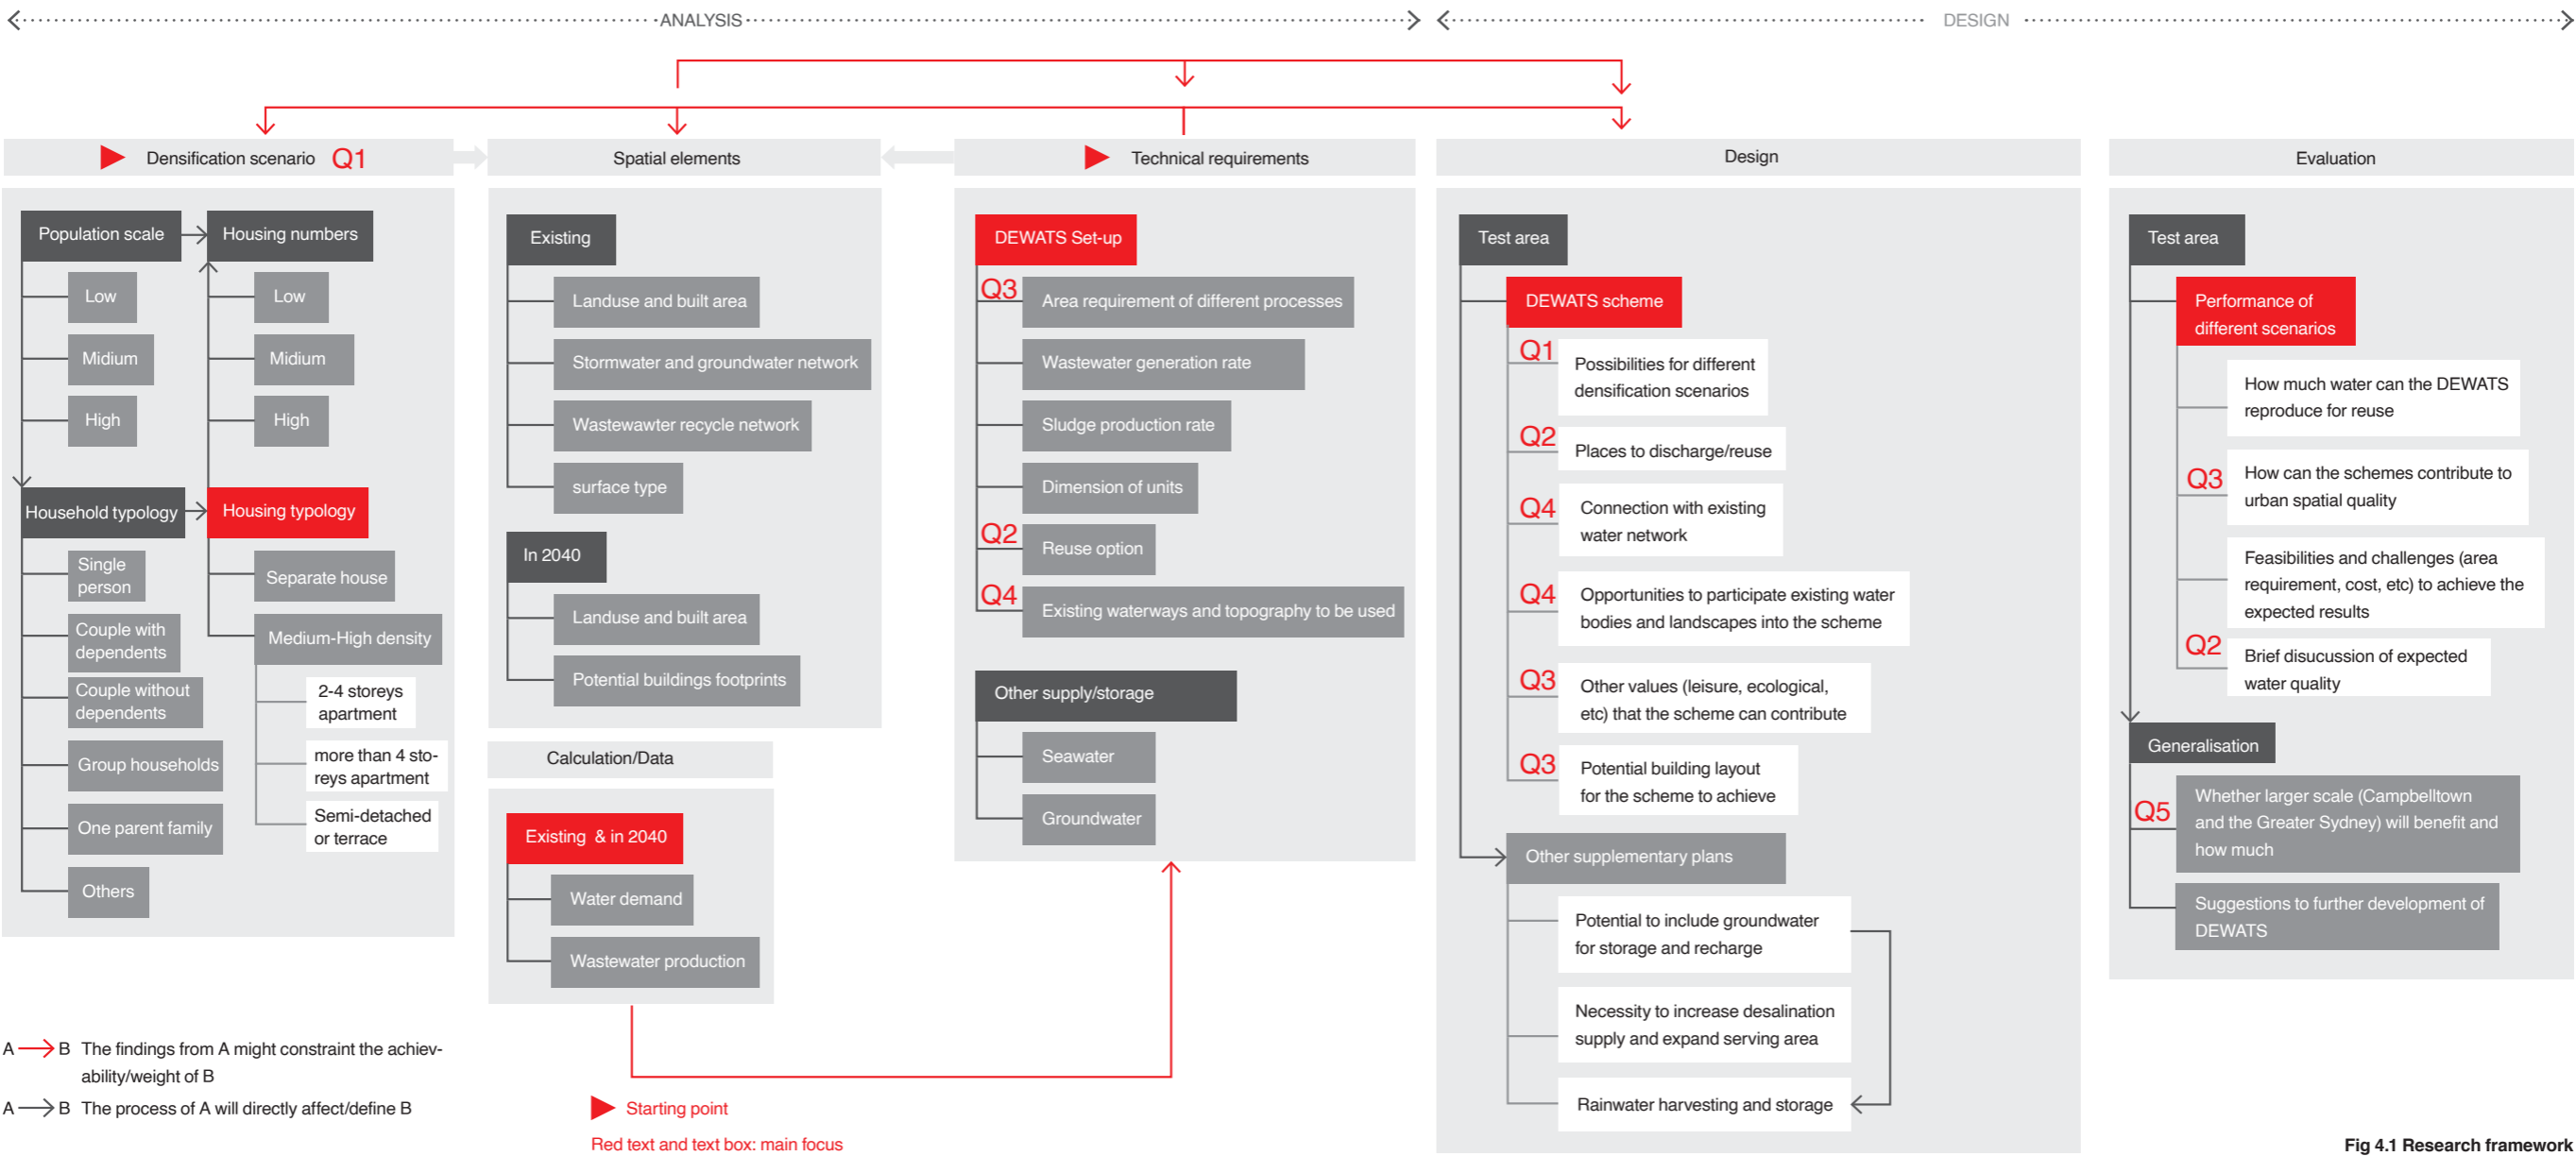 ANALYSIS
DESIGN
Densification scenario Q1
Population scale
Housing numbers
Low
Midium
High
Low
Midium
High
Household typology
Housing typology
Single
person
Couple with
dependents
Couple without
dependents
Group households
One parent family
Others
Separate house
Medium-High density
2-4 storeys
apartment
more than 4 sto-
reys apartment
Semi-detached
or terrace
Spatial elements
Existing
Landuse and built area
Stormwater and groundwater network
Wastewawter recycle network
surface type
In 2040
Landuse and built area
Potential buildings footprints
Calculation/Data
Existing & in 2040
Water demand
Wastewater production
Technical requirements
DEWATS Set-up
Q3
Area requirement of different processes
Wastewater generation rate
Sludge production rate
Dimension of units
Q2
Reuse option
Q4
Existing waterways and topography to be used
Other supply/storage
Seawater
Groundwater
Design
Test area
DEWATS scheme
Q1
Possibilities for different
densification scenarios
Q2
Places to discharge/reuse
Q4
Connection with existing
water network
Q4
Opportunities to participate existing water
bodies and landscapes into the scheme
Q3
Other values (leisure, ecological,
etc) that the scheme can contribute
Q3
Potential building layout
for the scheme to achieve
Other supplementary plans
Potential to include groundwater
for storage and recharge
Necessity to increase desalination
supply and expand serving area
Rainwater harvesting and storage
Evaluation
Test area
Performance of
different scenarios
How much water can the DEWATS
reproduce for reuse
Q3
How can the schemes contribute to
urban spatial quality
Feasibilities and challenges (area
requirement, cost, etc) to achieve the
expected results
Q2
Brief disucussion of expected
water quality
Generalisation
Q5
Whether larger scale (Campbelltown
and the Greater Sydney) will benefit and
how much
Suggestions to further development of
DEWATS
A B The findings from A might constraint the achiev-
ability/weight of B
A B The process of A will directly affect/define B
Starting point
Red text and text box: main focus
Fig 4.1 Research framework